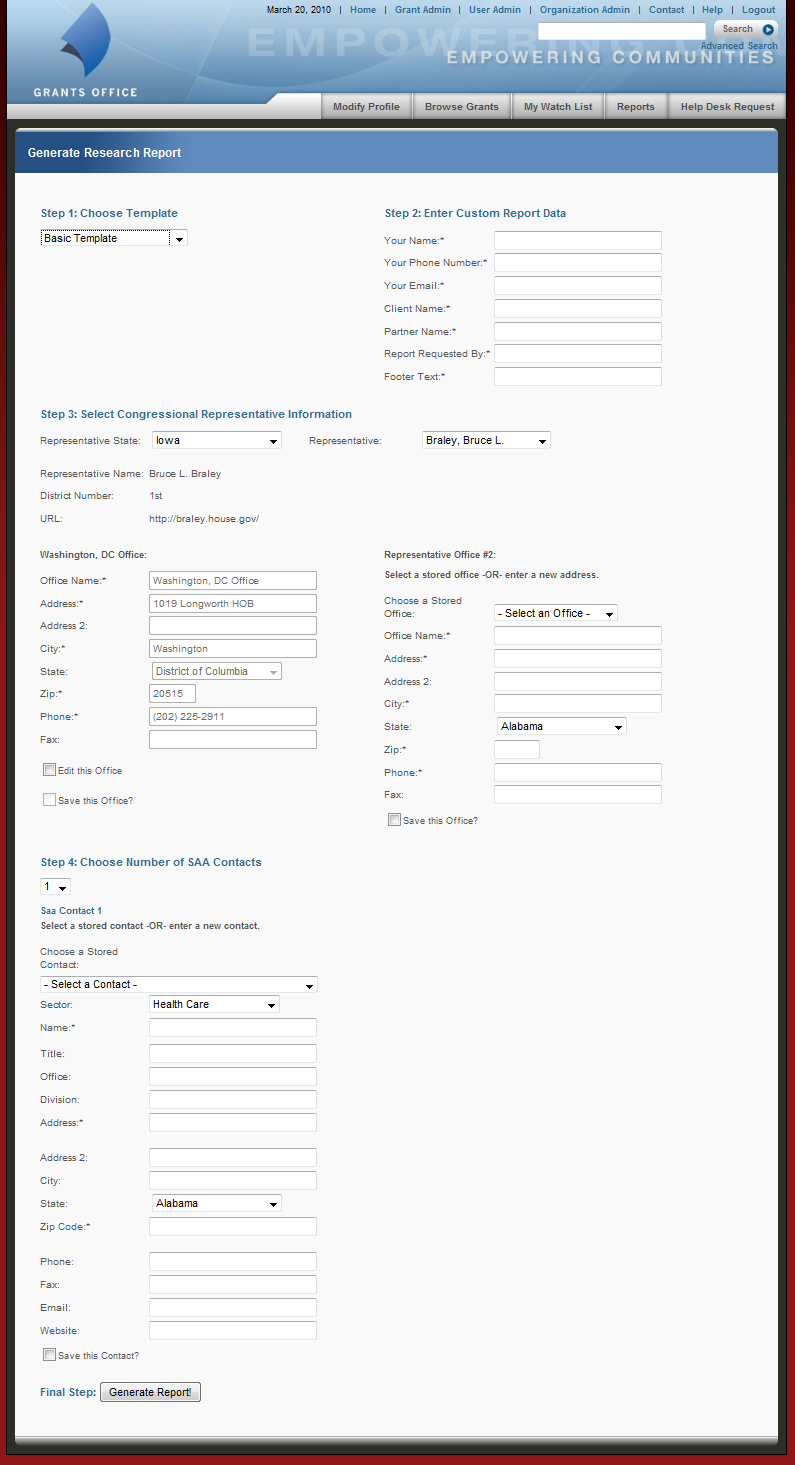 March 20, 2010 | Home | Grant Admin | User Admin | Organization Admin | Contact | Help | Logout
Search
Advanced Search
EMPOWERING COMMUNITIES
GRANTS OFFICE
Modify Profile Browse Grants My Watch List Reports Help Desk Request
Generate Research Report
Step 1: Choose Template
Basic Template
Step 2: Enter Custom Report Data
Your Name:*
Your Phone Number:*
Your Email:*
Client Name:*
Partner Name:*
Report Requested By:*
Footer Text:*
Step 3: Select Congressional Representative Information
Representative State: Iowa Representative: Braley, Bruce L.
Representative Name: Bruce L. Braley
District Number: 1st
URL: http://braley.house.gov/
Washington, DC Office:
Office Name:* Washington, DC Office
Address:* 1019 Longworth HOB
Address 2:
City:* Washington
State: District of Columbia
Zip:* 20515
Phone:* (202) 225-2911
Fax:
Edit this Office
Save this Office?
Representative Office #2:
Select a stored office -OR- enter a new address.
Choose a Stored
Office: - Select an Office -
Office Name:*
Address:*
Address 2:
City:*
State: Alabama
Zip:*
Phone:*
Fax:
Save this Office?
Step 4: Choose Number of SAA Contacts
1
Saa Contact 1
Select a stored contact -OR- enter a new contact.
Choose a Stored
Contact:
- Select a Contact -
Sector: Health Care
Name:*
Title:
Office:
Division:
Address:*
Address 2:
City:
State: Alabama
Zip Code:*
Phone:
Fax:
Email:
Website:
Save this Contact?
Final Step: Generate Report!